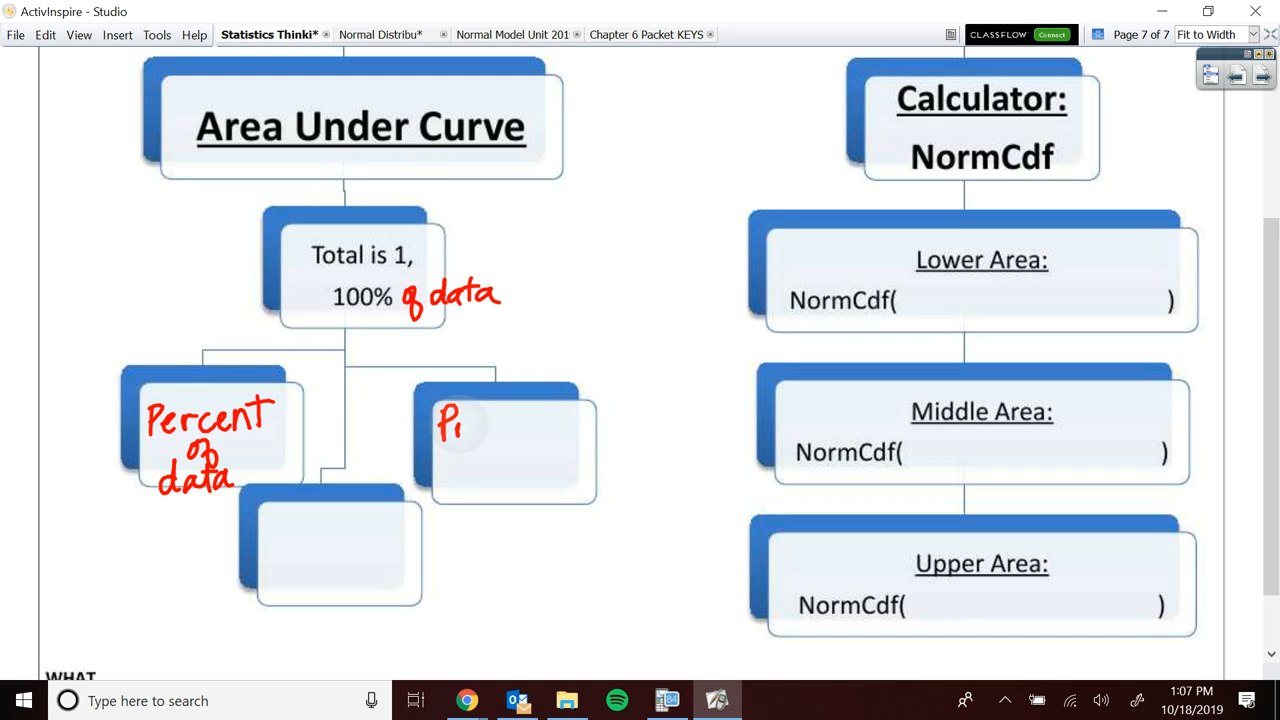 ActivInspire - Studio
File Edit View Insert Tools Help
Statistics Thinki* Normal Distribu* Normal Model Unit 201 Chapter 6 Packet KEYS
CLASSFLOW Connect
Page 7 of 7 Fit to Width
Area Under Curve
Total is 1,
100% of data
Percent
of
data
Pr
Calculator:
NormCdf
Lower Area:
NormCdf( )
Middle Area:
NormCdf( )
Upper Area:
NormCdf( )
Type here to search
84
1:07 PM
10/18/2019